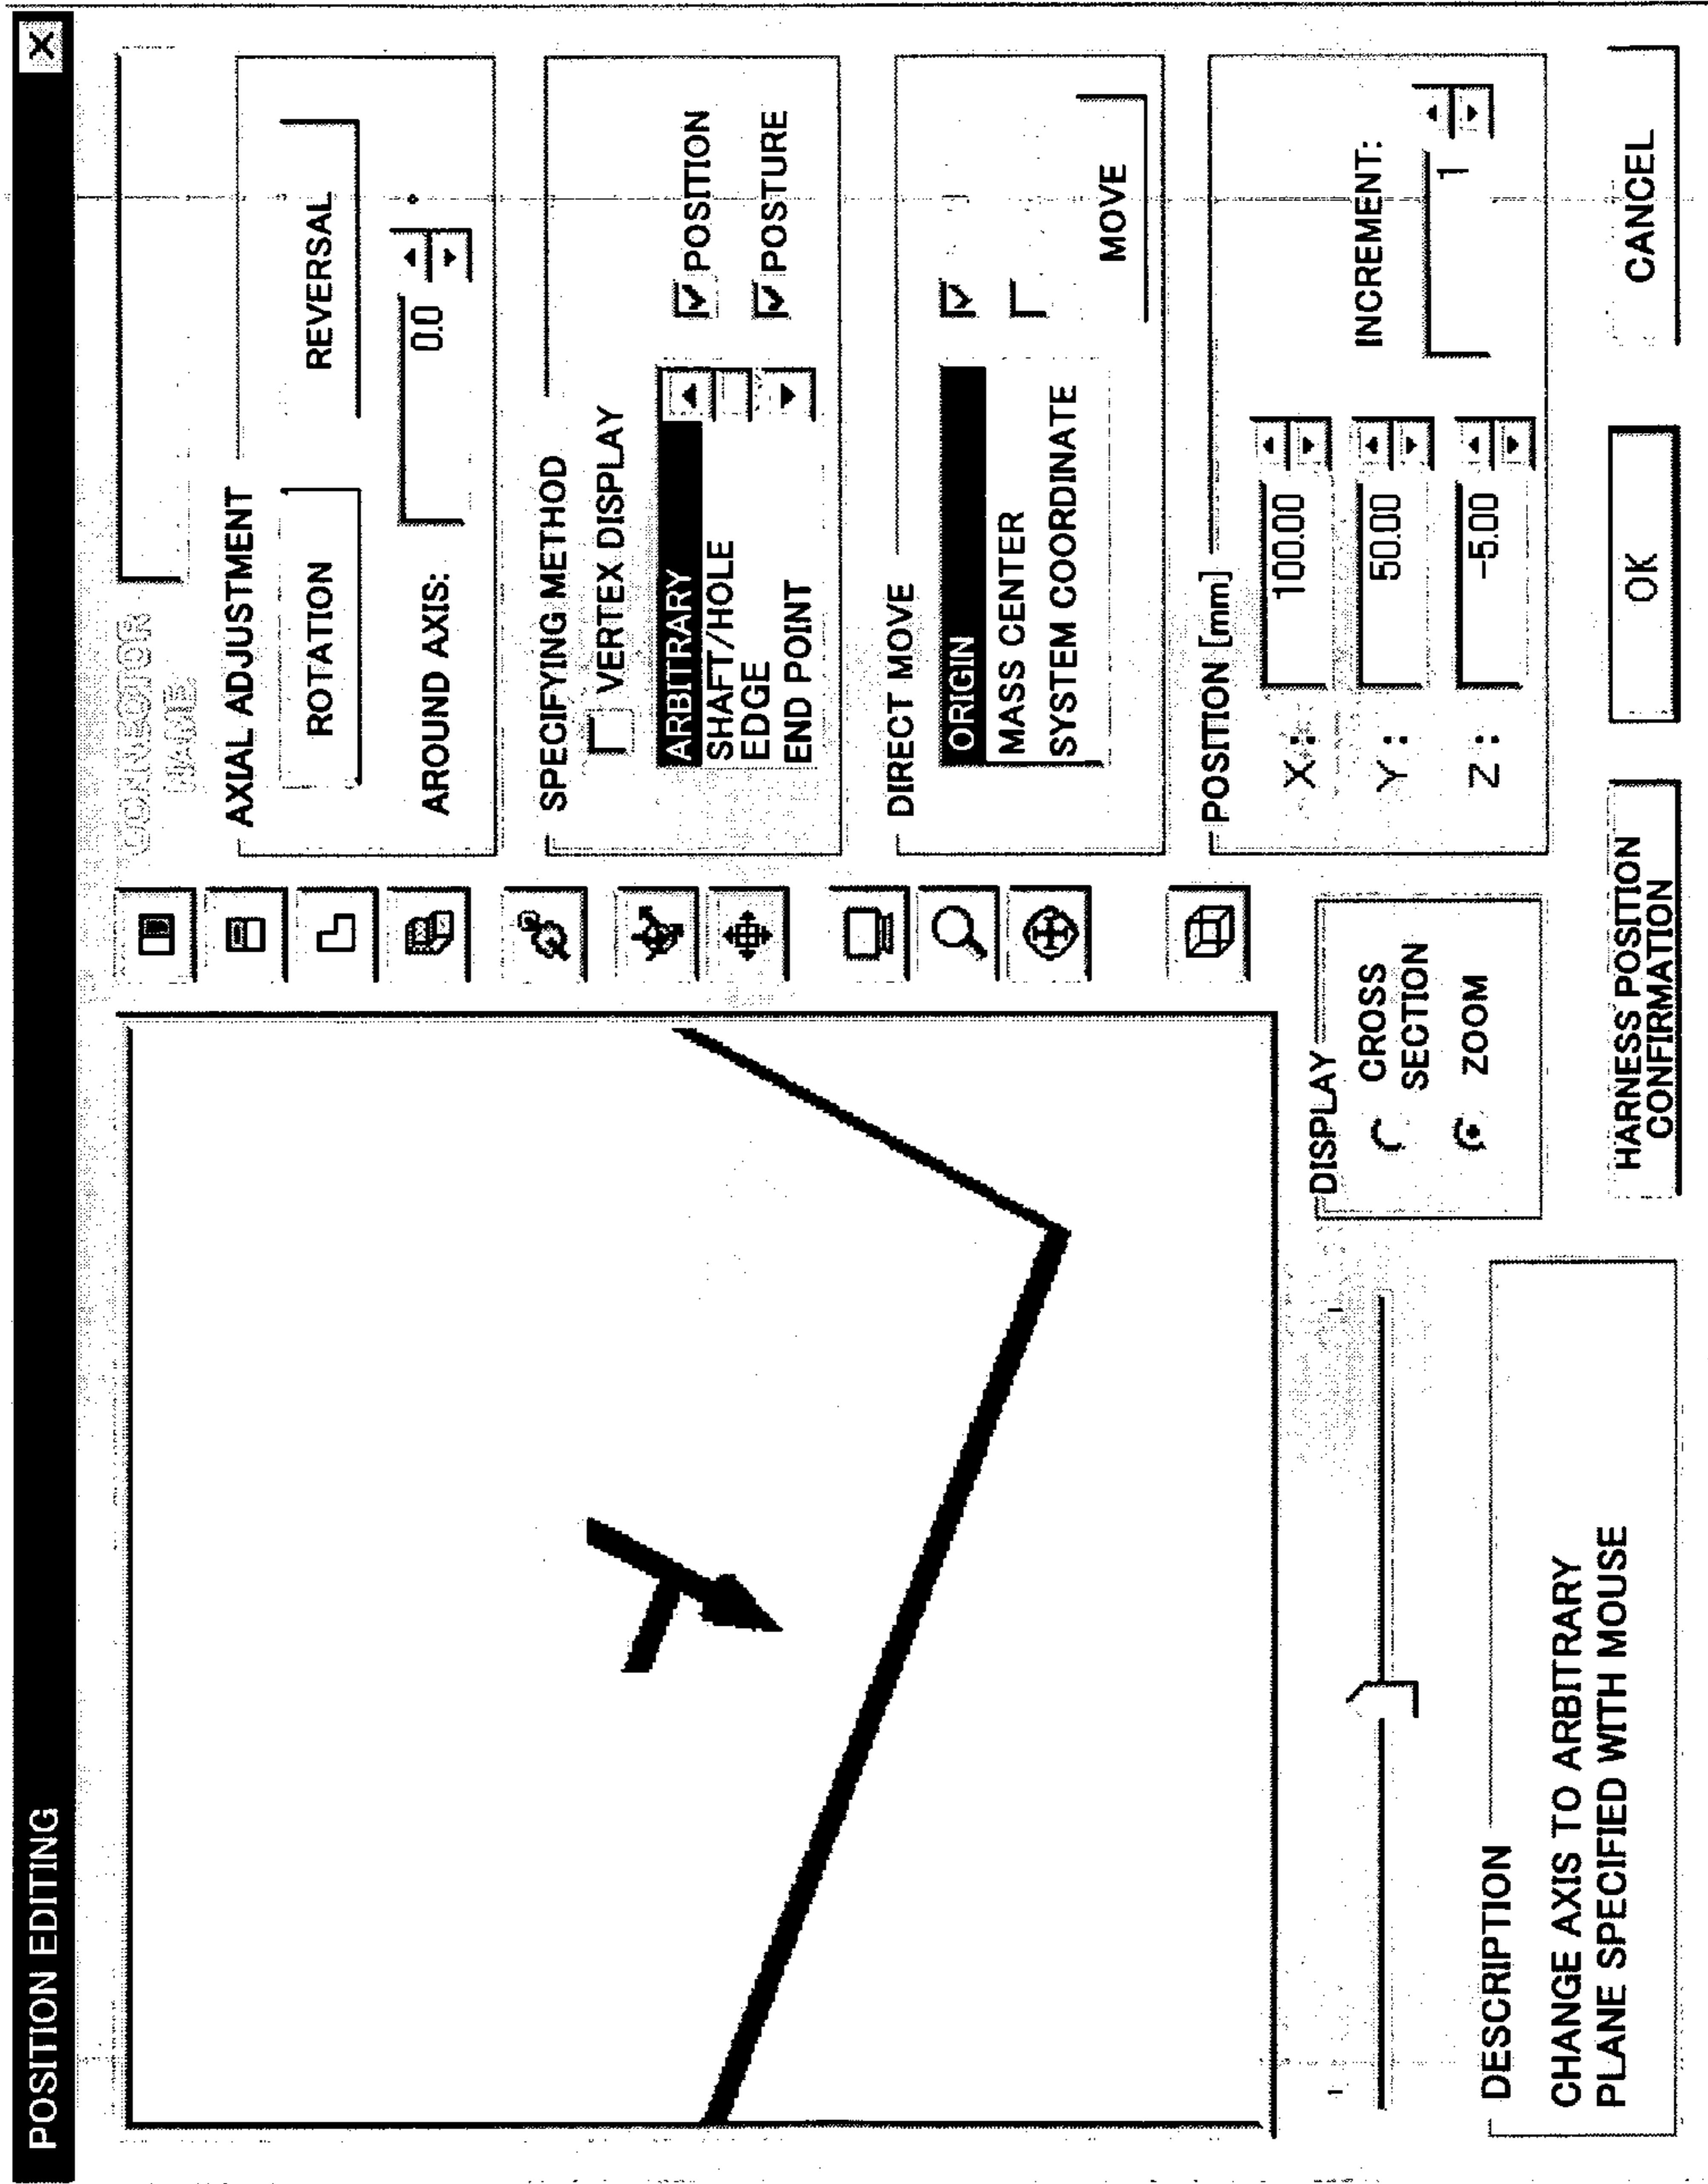 POSITION EDITING
X
CONNECTOR
NAME
AXIAL ADJUSTMENT
ROTATION
REVERSAL
AROUND AXIS:
0.0
°
SPECIFYING METHOD
VERTEX DISPLAY
ARBITRARY
SHAFT/HOLE
EDGE
END POINT
POSITION
POSTURE
DIRECT MOVE
ORIGIN
MASS CENTER
SYSTEM COORDINATE
MOVE
POSITION [mm]
X:
100.00
Y:
50.00
Z:
-5.00
INCREMENT:
1
DISPLAY
CROSS
SECTION
ZOOM
DESCRIPTION
CHANGE AXIS TO ARBITRARY
PLANE SPECIFIED WITH MOUSE
HARNESS POSITION
CONFIRMATION
OK
CANCEL